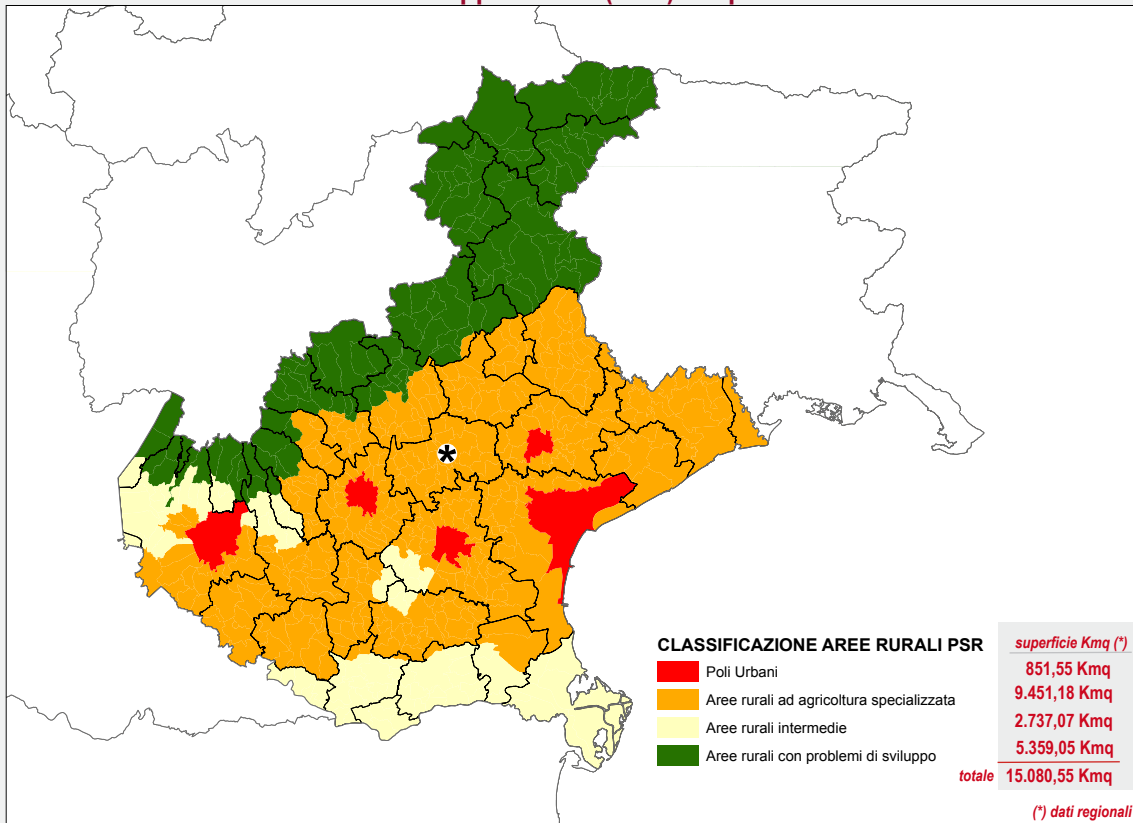 CLASSIFICAZIONE AREE RURALI PSR
superficie Kmq (*)
Poli Urbani
851,55 Kmq
Aree rurali ad agricoltura specializzata
9.451,18 Kmq
Aree rurali intermedie
2.737,07 Kmq
Aree rurali con problemi di sviluppo
5.359,05 Kmq
totale 15.080,55 Kmq
(*) dati regionali
*